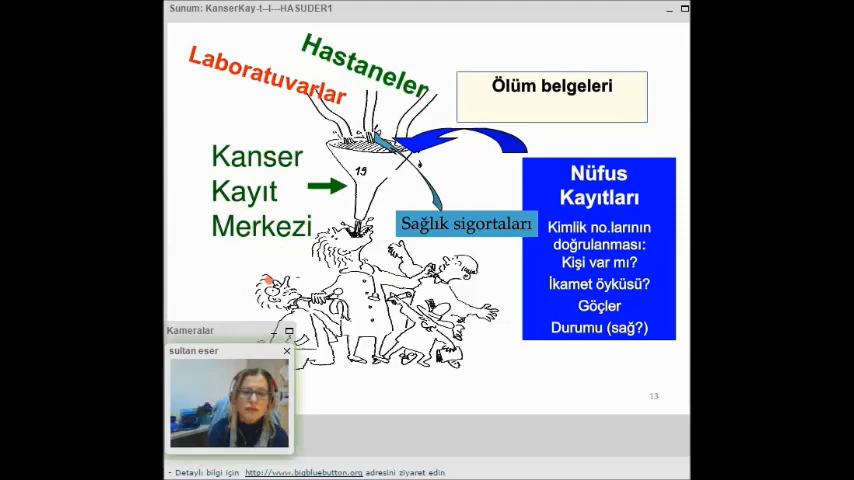 Sunum: KanserKay-t--I---HASUDER1
Laboratuvarlar
Hastaneler
Ölüm belgeleri
19
Kanser
Kayıt
Merkezi
Sağlık sigortaları
Nüfus
Kayıtları
Kimlik no.larının
doğrulanması:
Kişi var mı?
İkamet öyküsü?
Göçler
Durumu (sağ?)
Kameralar
sultan eser
13
- Detaylı bilgi için http://www.bigbluebutton.org adresini ziyaret edin